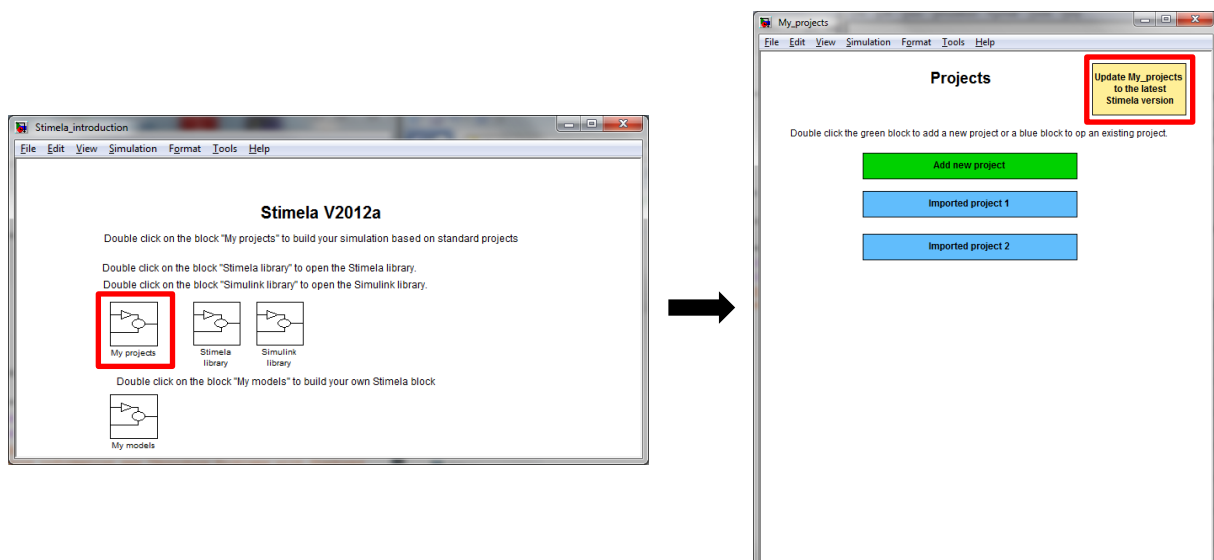 Stimela_introduction
File Edit View Simulation Format Tools Help
Stimela V2012a
Double click on the block "My projects" to build your simulation based on standard projects
Double click on the block "Stimela library" to open the Stimela library.
Double click on the block "Simulink library" to open the Simulink library.
My projects
Stimela
library
Simulink
library
Double click on the block "My models" to build your own Stimela block
My models
My_projects
File Edit View Simulation Format Tools Help
Projects
Update My_projects
to the latest
Stimela version
Double click the green block to add a new project or a blue block to op an existing project.
Add new project
Imported project 1
Imported project 2